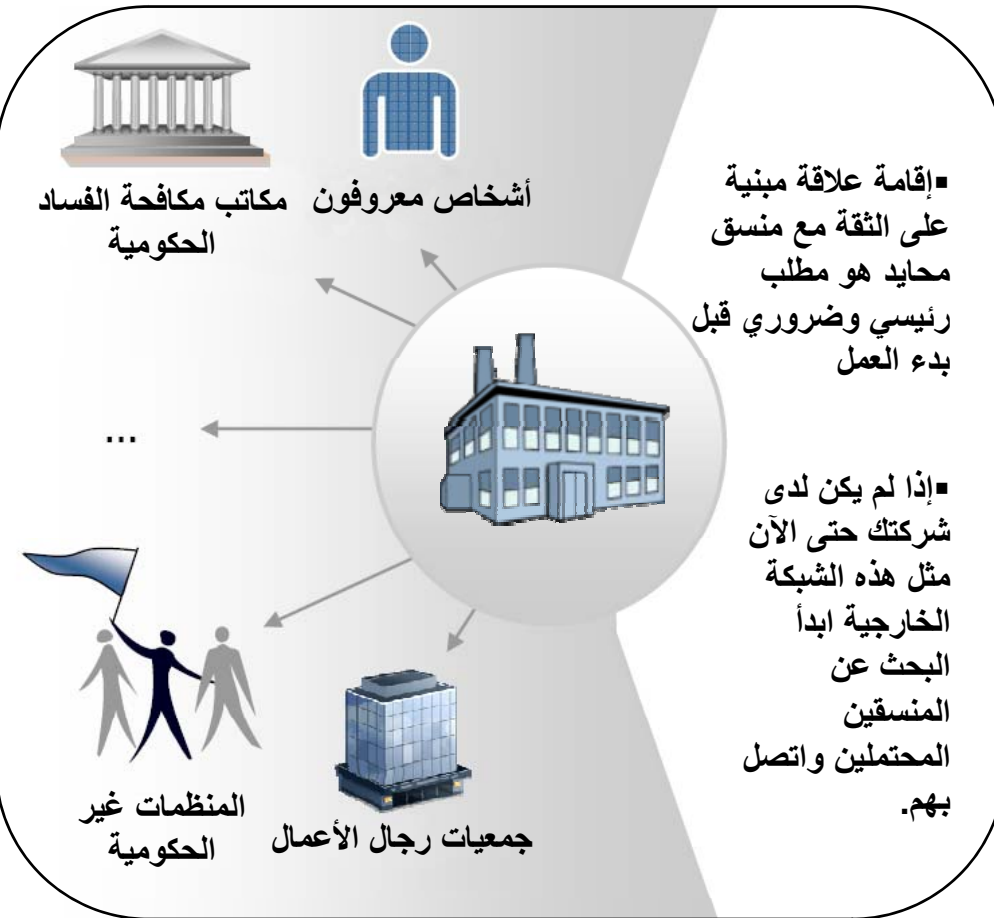 ▪إقامة علاقة مبنية
على الثقة مع منسق
محايد هو مطلب
رئيسي وضروري قبل
بدء العمل
▪إذا لم يكن لدى
شركتك حتى الآن
مثل هذه الشبكة
الخارجية ابدأ
البحث عن
المنسقين
المحتملين واتصل
بهم.
أشخاص معروفون
مكاتب مكافحة الفساد
الحكومية
...
المنظمات غير
الحكومية
جمعيات رجال الأعمال